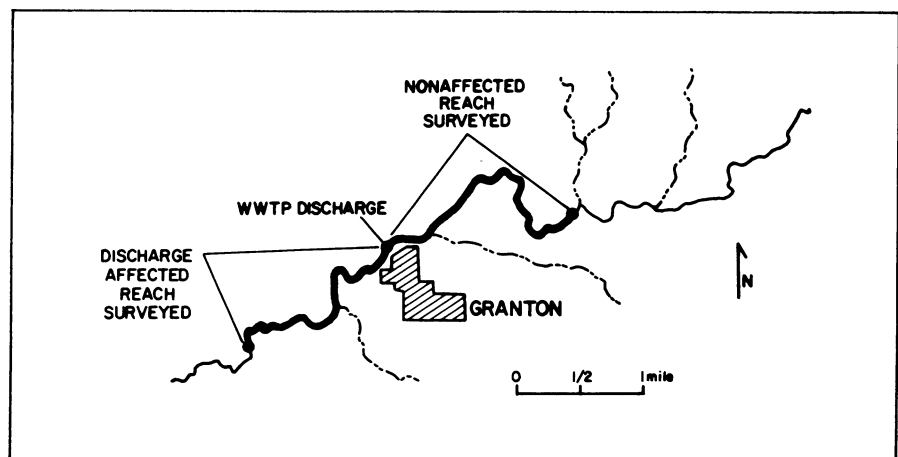 NONAFFECTED
REACH
SURVEYED
WWTP DISCHARGE
DISCHARGE
AFFECTED
REACH
SURVEYED
GRANTON
N
0 1/2 1 mile